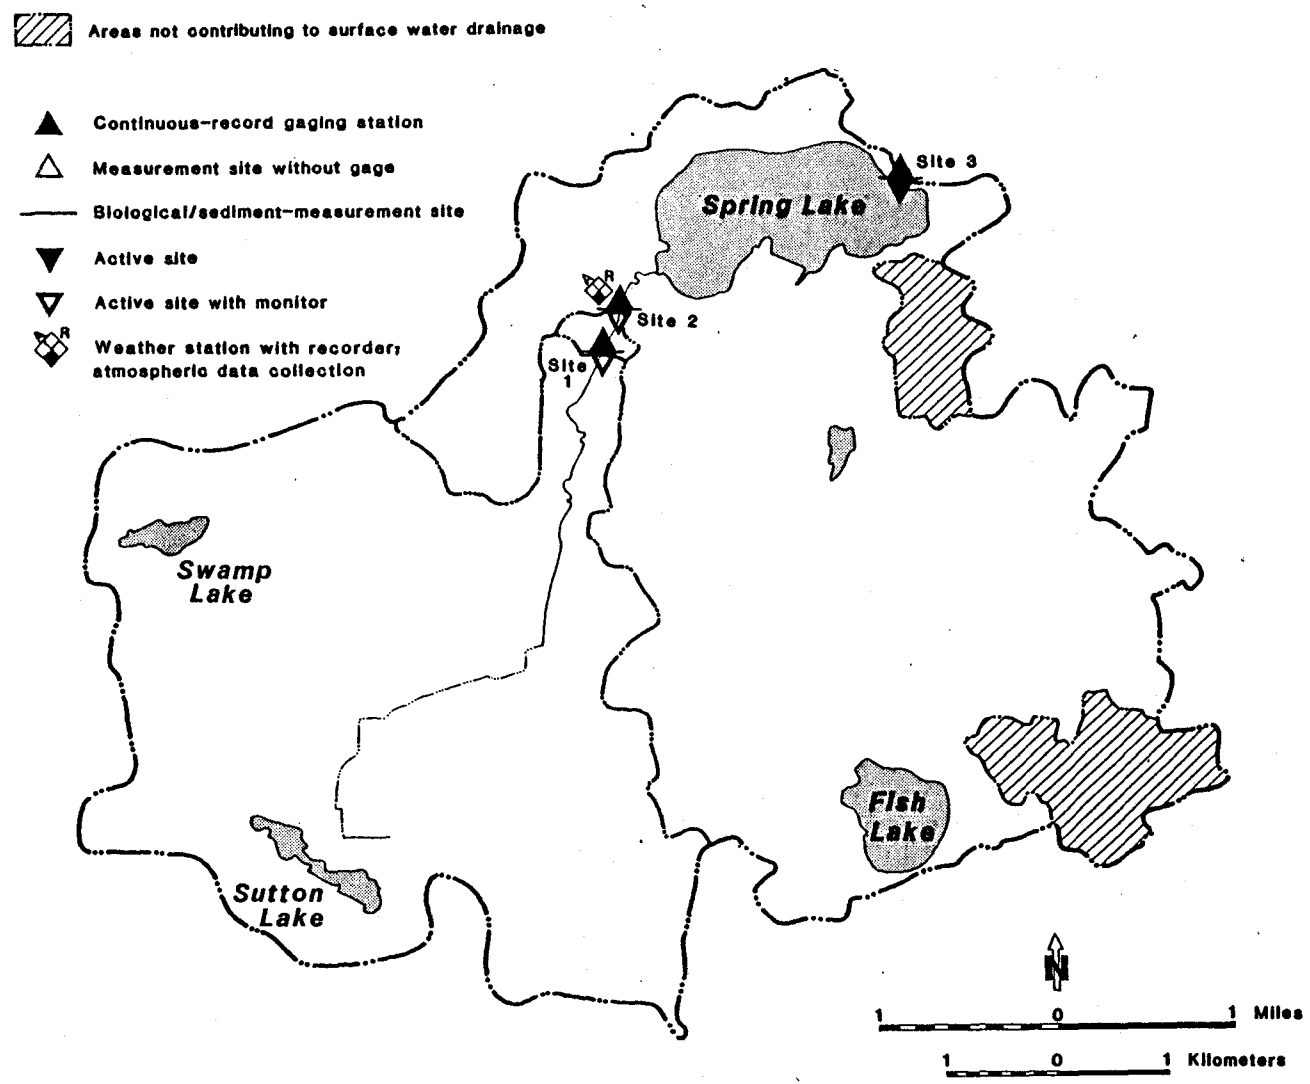 Areas not contributing to surface water drainage
Continuous-record gaging station
Measurement site without gage
Biological/sediment-measurement site
Active site
Active site with monitor
R
Weather station with recorder;
atmospheric data collection
Site 3
Spring Lake
R
Site 2
Site
1
Swamp
Lake
Fish
Lake
Sutton
Lake
N
1 0 1 Miles
1 0 1 Kilometers